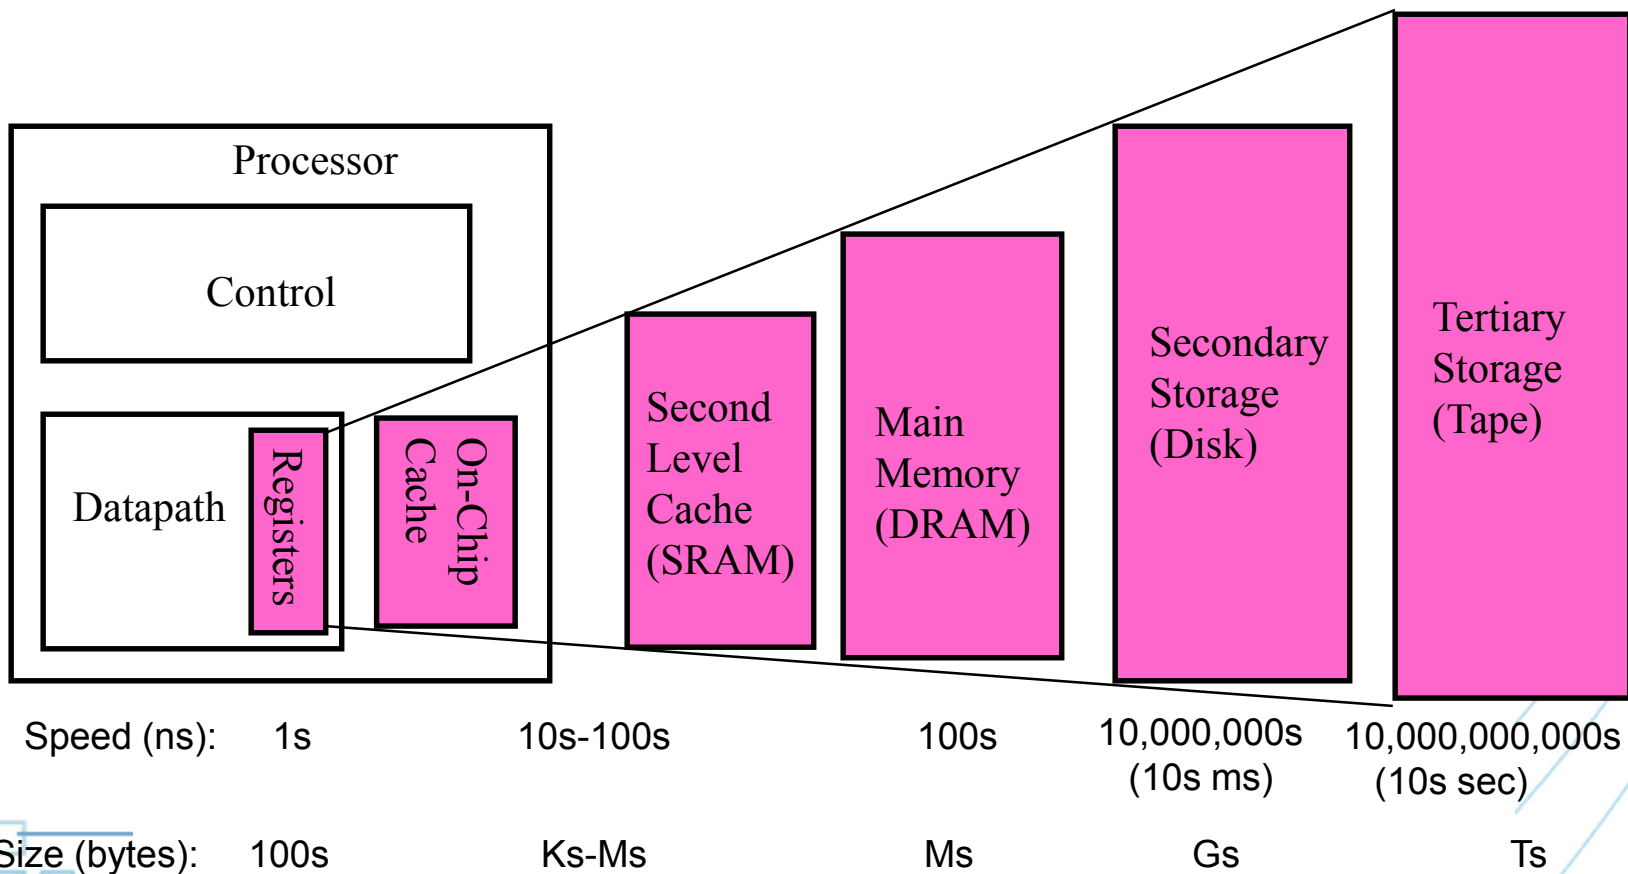 Processor
Control
Datapath
Registers
On-Chip
Cache
Second
Level
Cache
(SRAM)
Main
Memory
(DRAM)
Secondary
Storage
(Disk)
Tertiary
Storage
(Tape)
Speed (ns): 1s 10s-100s 100s 10,000,000s 10,000,000,000s
(10s ms) (10s sec)
Size (bytes): 100s Ks-Ms Ms Gs Ts